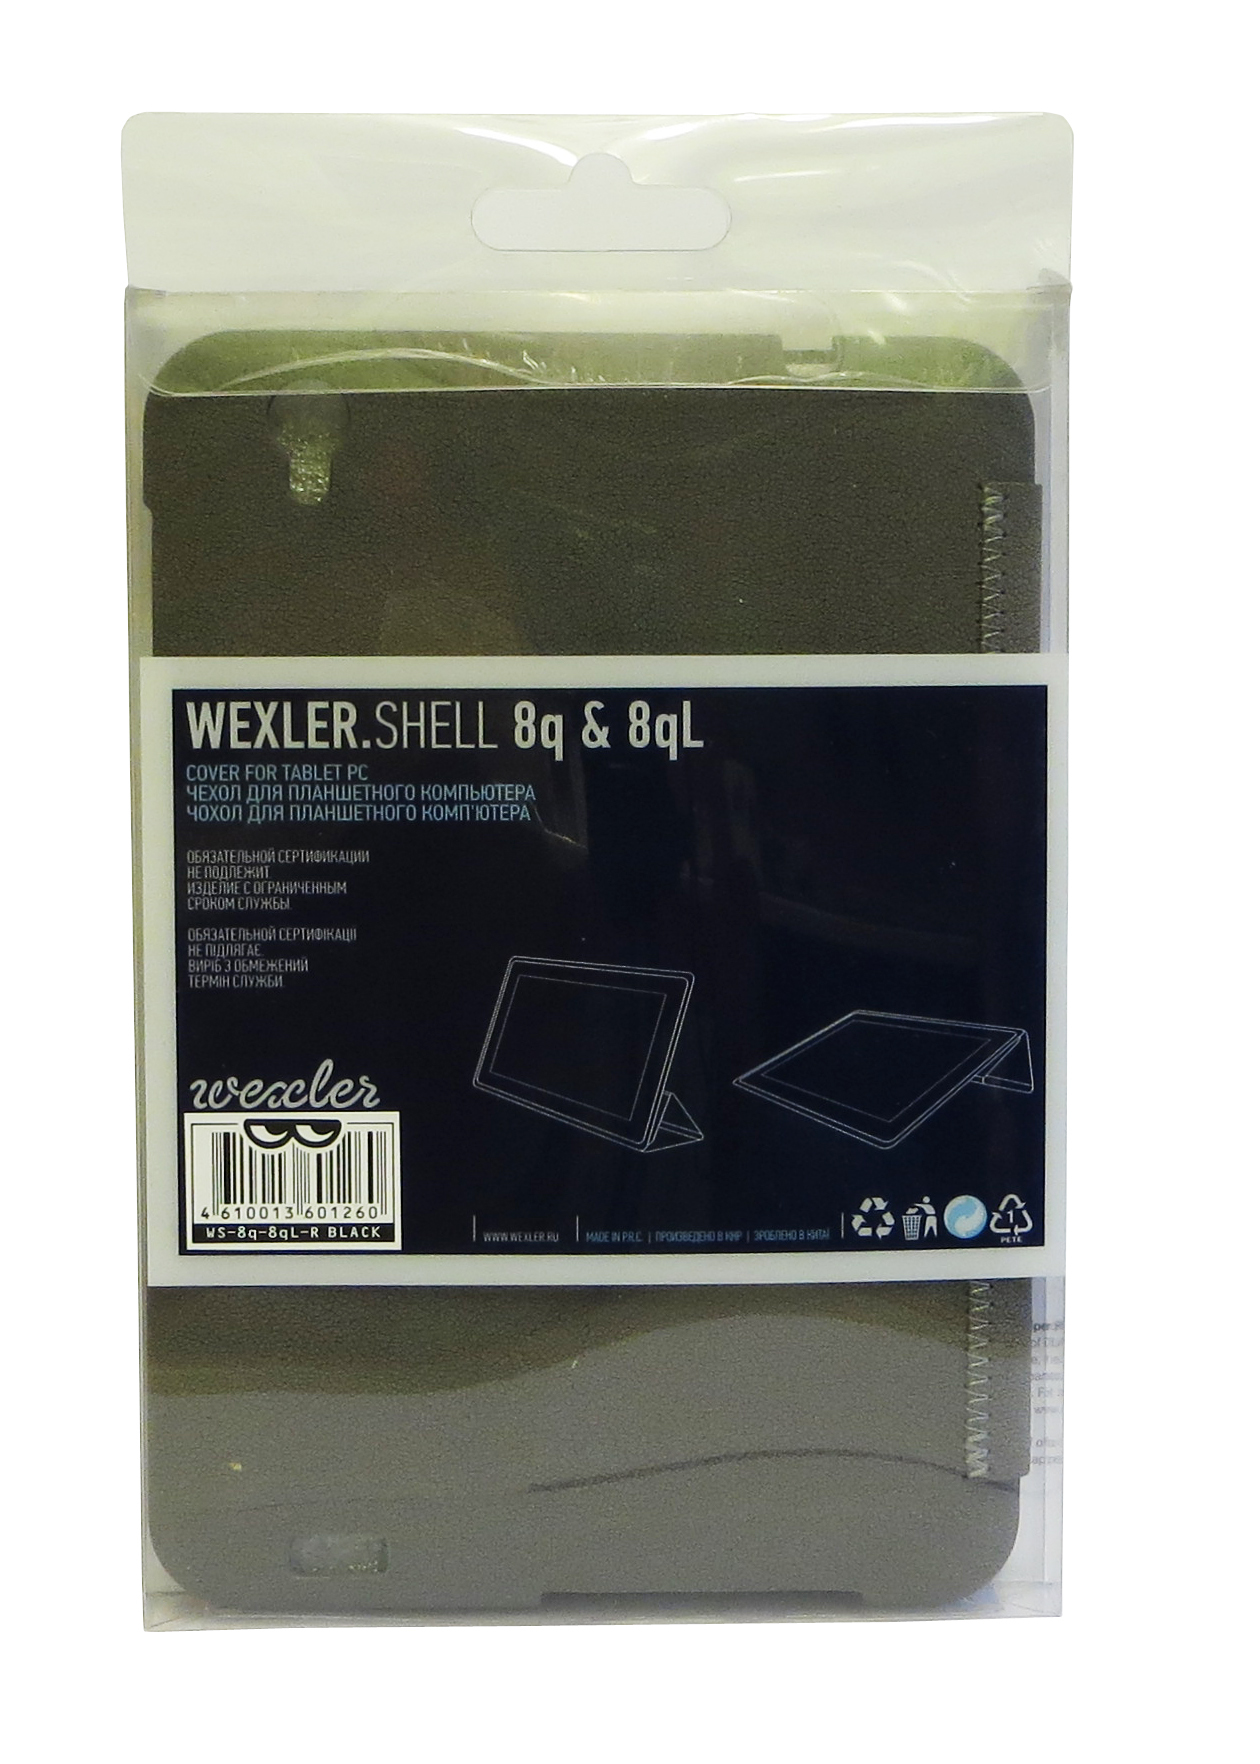 WEXLER.SHELL 8q & 8qL
COVER FOR TABLET PC
ЧЕХОЛ ДЛЯ ПЛАНШЕТНОГО КОМПЬЮТЕРА
ЧОХОЛ ДЛЯ ПЛАНШЕТНОГО КОМП'ЮТЕРА
ОБЯЗАТЕЛЬНОЙ СЕРТИФИКАЦИИ
НЕ ПОДЛЕЖИТ
ИЗДЕЛИЕ С ОГРАНИЧЕННЫМ
СРОКОМ СЛУЖБЫ.
ОБЯЗАТЕЛЬНОЙ СЕРТИФІКАЦІІ
НЕ ПІДЛЯГАЄ.
ВИРІБ З ОБМЕЖЕНИЙ
ТЕРМІН СЛУЖБИ.
wexler
4 610013 601260
WS-8q-8qL-R BLACK
WWW.WEXLER.RU
MADE IN P.R.C. | ПРОИЗВЕДЕНО В КНР | ЗРОБЛЕНО В КИТАЇ
1
PETE